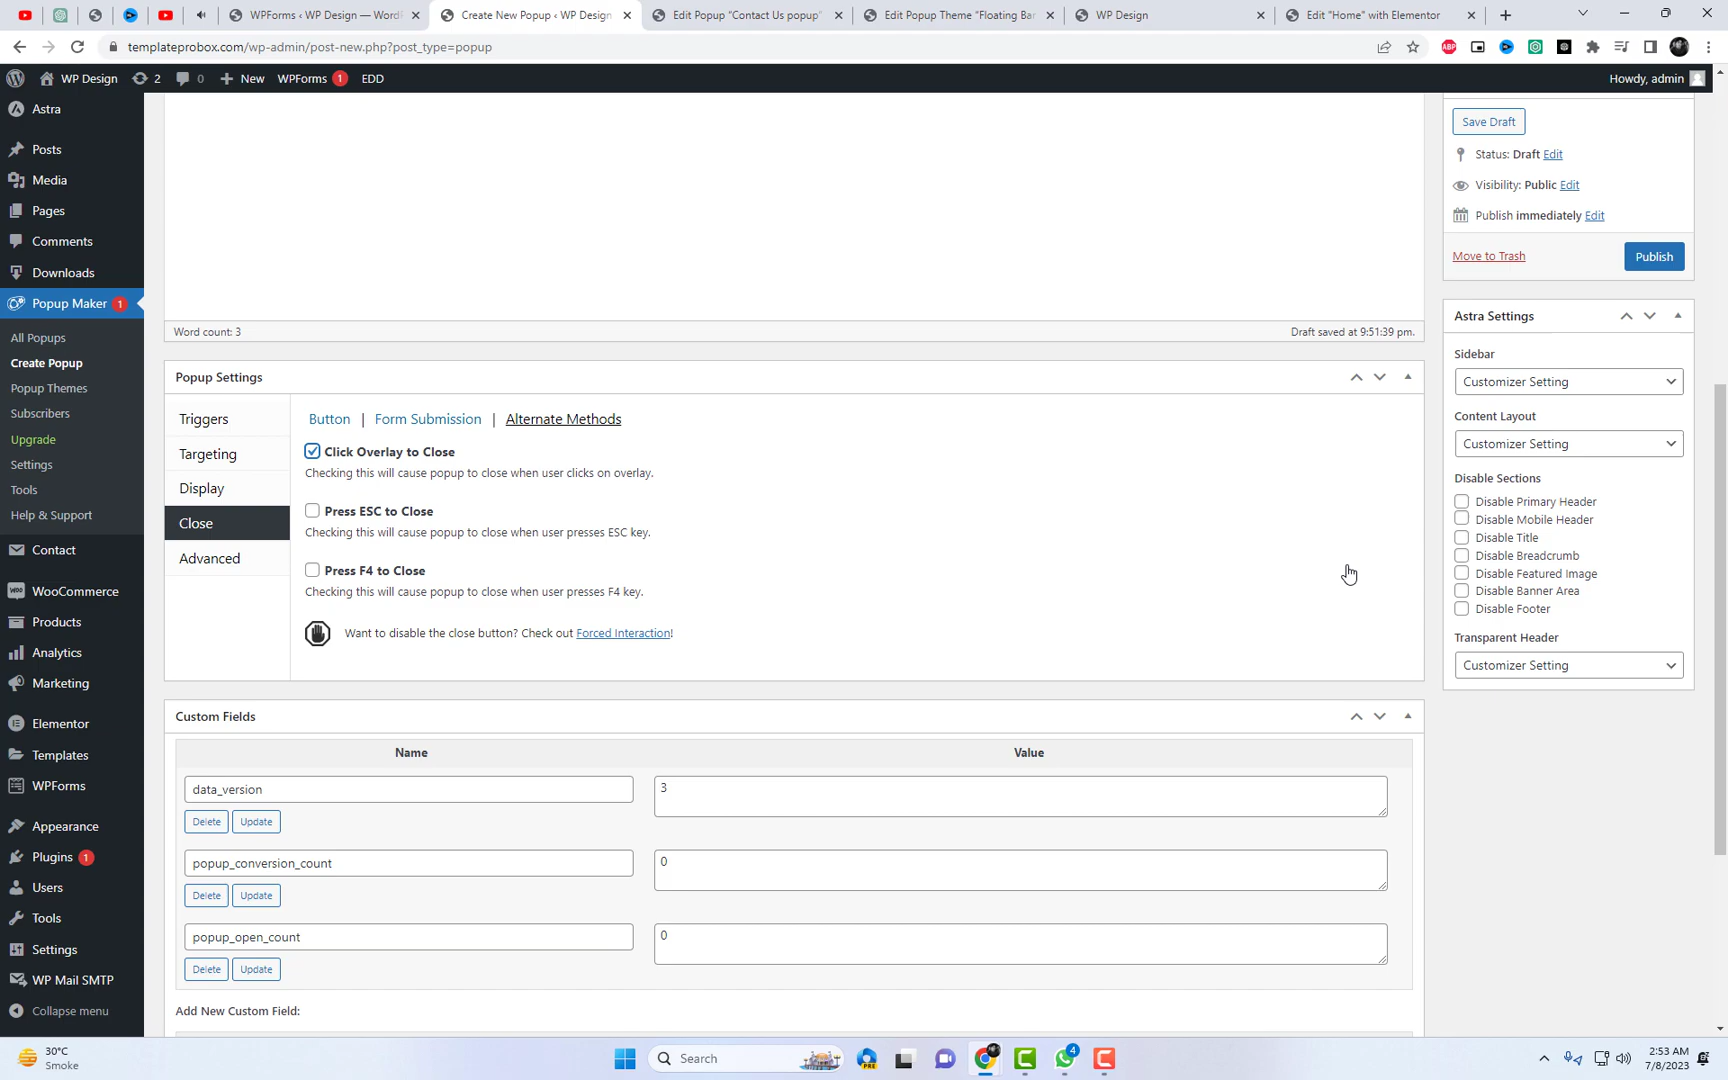 WPForms ‹ WP Design — WordP
Create New Popup ‹ WP Design
Edit Popup "Contact Us popup"
Edit Popup Theme "Floating Bar
WP Design
Edit "Home" with Elementor
templateprobox.com/wp-admin/post-new.php?post_type=popup
ABP
WP Design
2
0
New
WPForms 1
EDD
Howdy, admin
Astra
Posts
Media
Pages
Comments
Downloads
Popup Maker 1
All Popups
Create Popup
Popup Themes
Subscribers
Upgrade
Settings
Tools
Help & Support
Contact
WooCommerce
Products
Analytics
Marketing
Elementor
Templates
WPForms
Appearance
Plugins 1
Users
Tools
Settings
WP Mail SMTP
Collapse menu
Word count: 3
Draft saved at 9:51:39 pm.
Popup Settings
Triggers
Targeting
Display
Close
Advanced
Button | Form Submission | Alternate Methods
Click Overlay to Close
Checking this will cause popup to close when user clicks on overlay.
Press ESC to Close
Checking this will cause popup to close when user presses ESC key.
Press F4 to Close
Checking this will cause popup to close when user presses F4 key.
Want to disable the close button? Check out Forced Interaction!
Custom Fields
Name
Value
data_version
3
Delete
Update
popup_conversion_count
0
Delete
Update
popup_open_count
0
Delete
Update
Add New Custom Field:
Save Draft
Status: Draft Edit
Visibility: Public Edit
Publish immediately Edit
Move to Trash
Publish
Astra Settings
Sidebar
Customizer Setting
Content Layout
Customizer Setting
Disable Sections
Disable Primary Header
Disable Mobile Header
Disable Title
Disable Breadcrumb
Disable Featured Image
Disable Banner Area
Disable Footer
Transparent Header
Customizer Setting
30°C
Smoke
Search
PRE
4
2:53 AM
7/8/2023